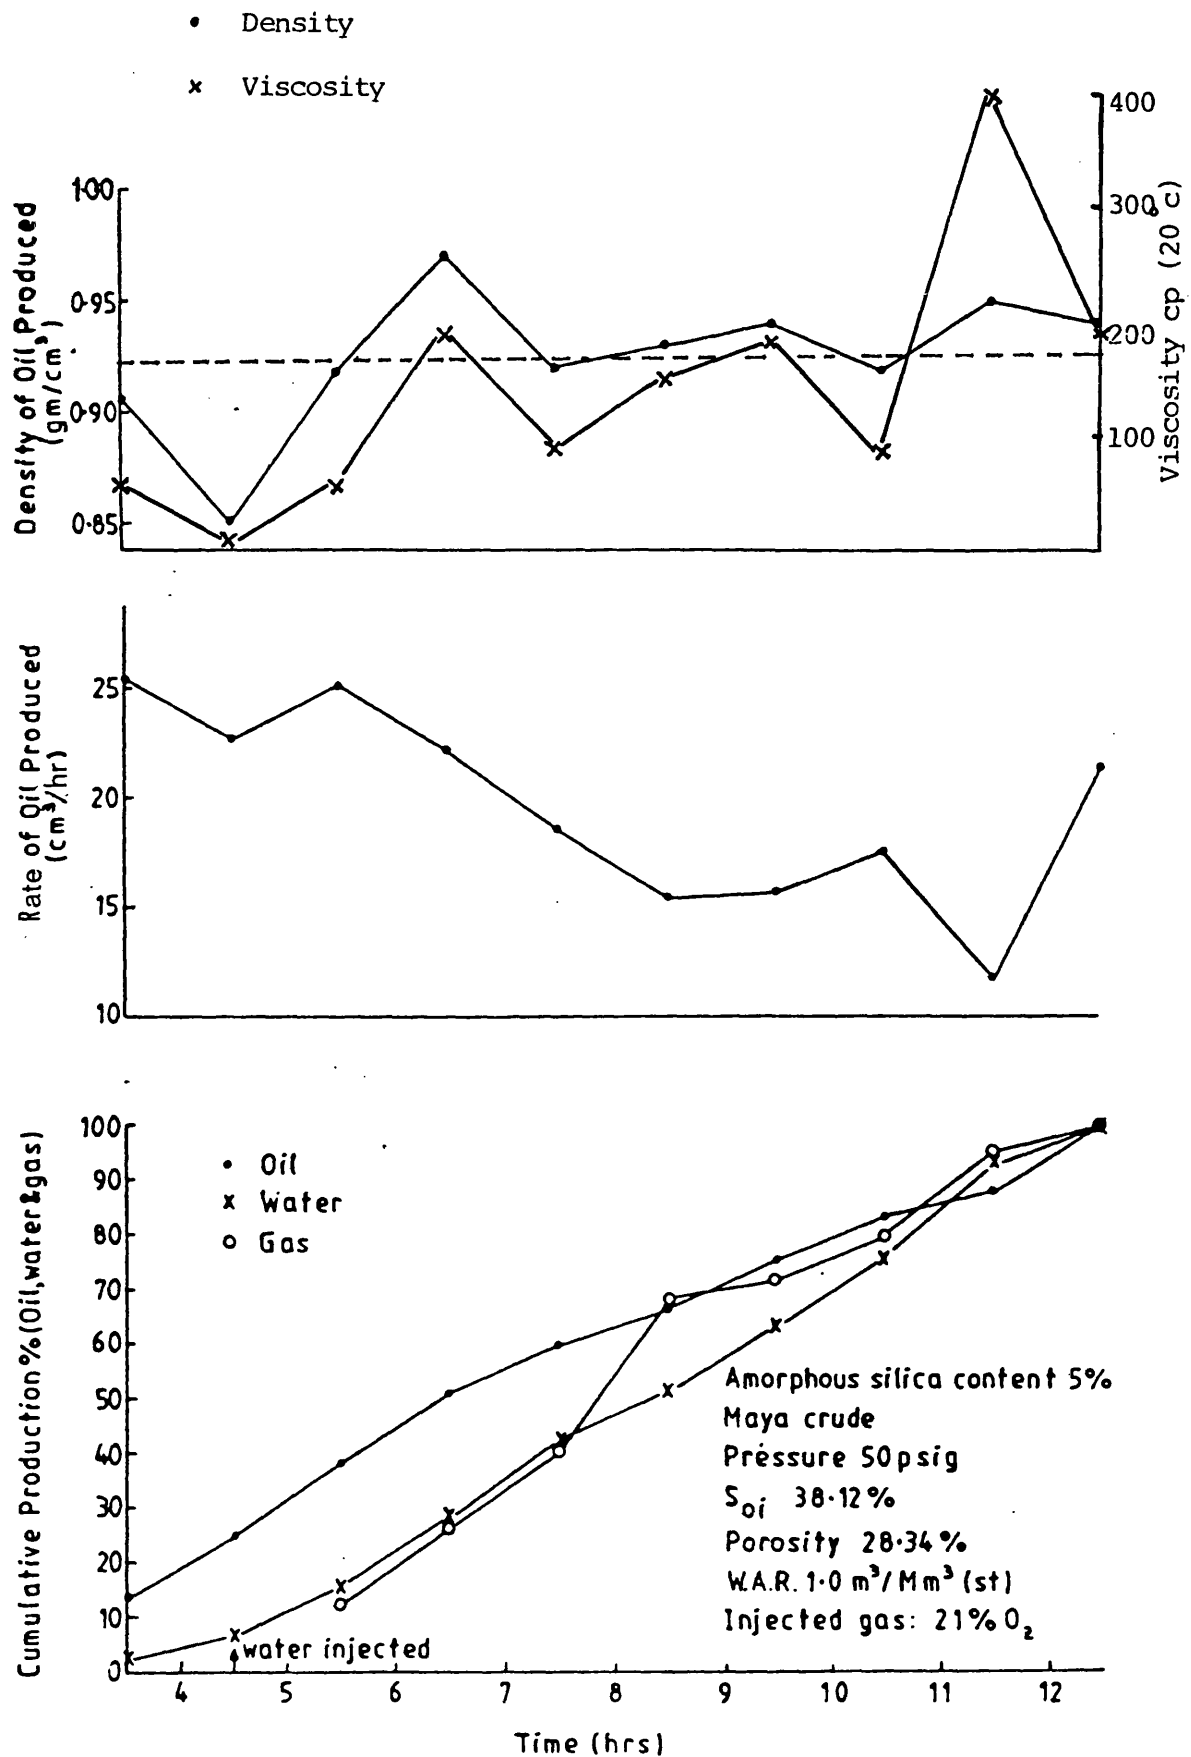 • Density
x Viscosity
Density of Oil Produced
(gm/cm³)
1·00
0·95
0·90
0·85
400
300
200
100
Viscosity cp (20°c)
Rate of Oil Produced
(cm³/hr)
25
20
15
10
Cumulative Production % (Oil,water&gas)
100
90
80
70
60
50
40
30
20
10
0
• Oil
x Water
o Gas
Amorphous silica content 5%
Maya crude
Pressure 50psig
Soi 38·12%
Porosity 28·34%
W.A.R. 1·0 m³/Mm³ (st)
Injected gas: 21% O₂
water injected
4 5 6 7 8 9 10 11 12
Time (hrs)